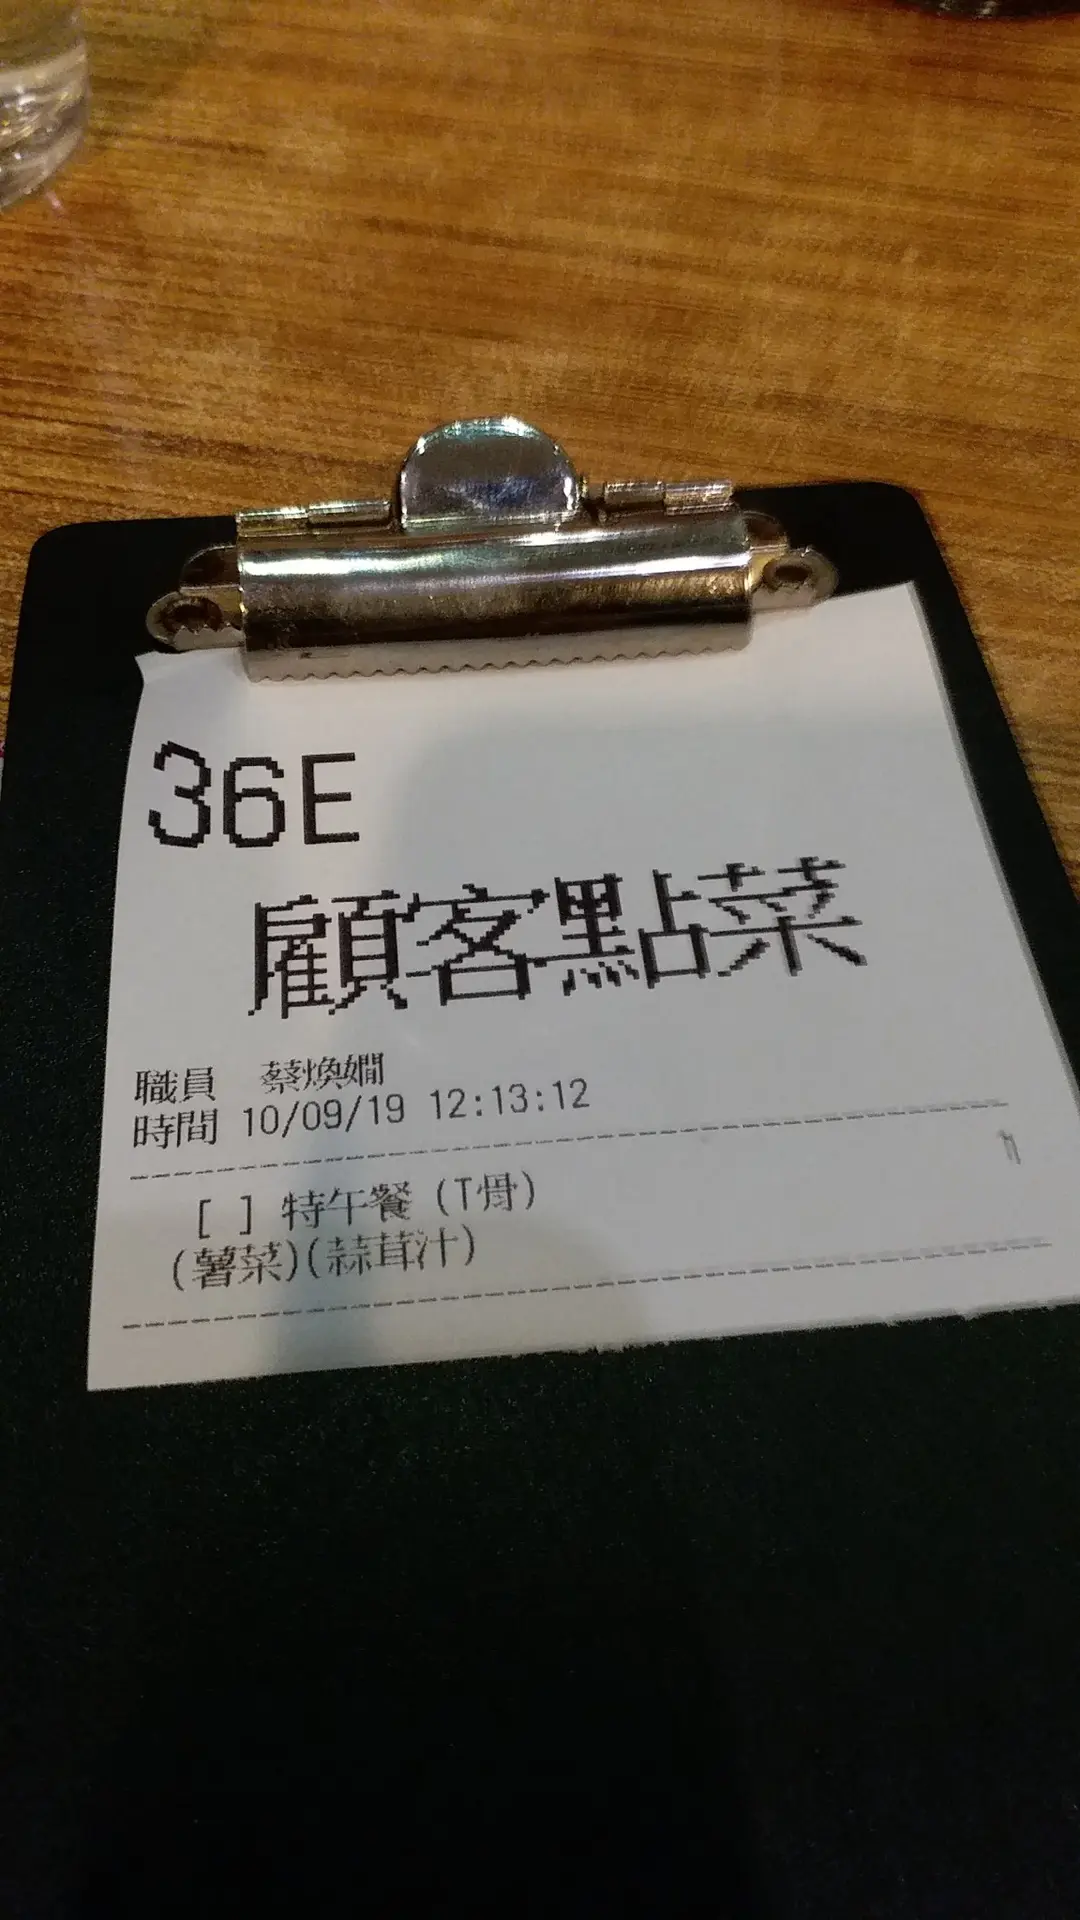 36E
顧客點菜
職員 蔡煥嫺
時間 10/09/19 12:13:12
[ ] 特午餐 (T骨)
(薯菜)(蒜茸汁)